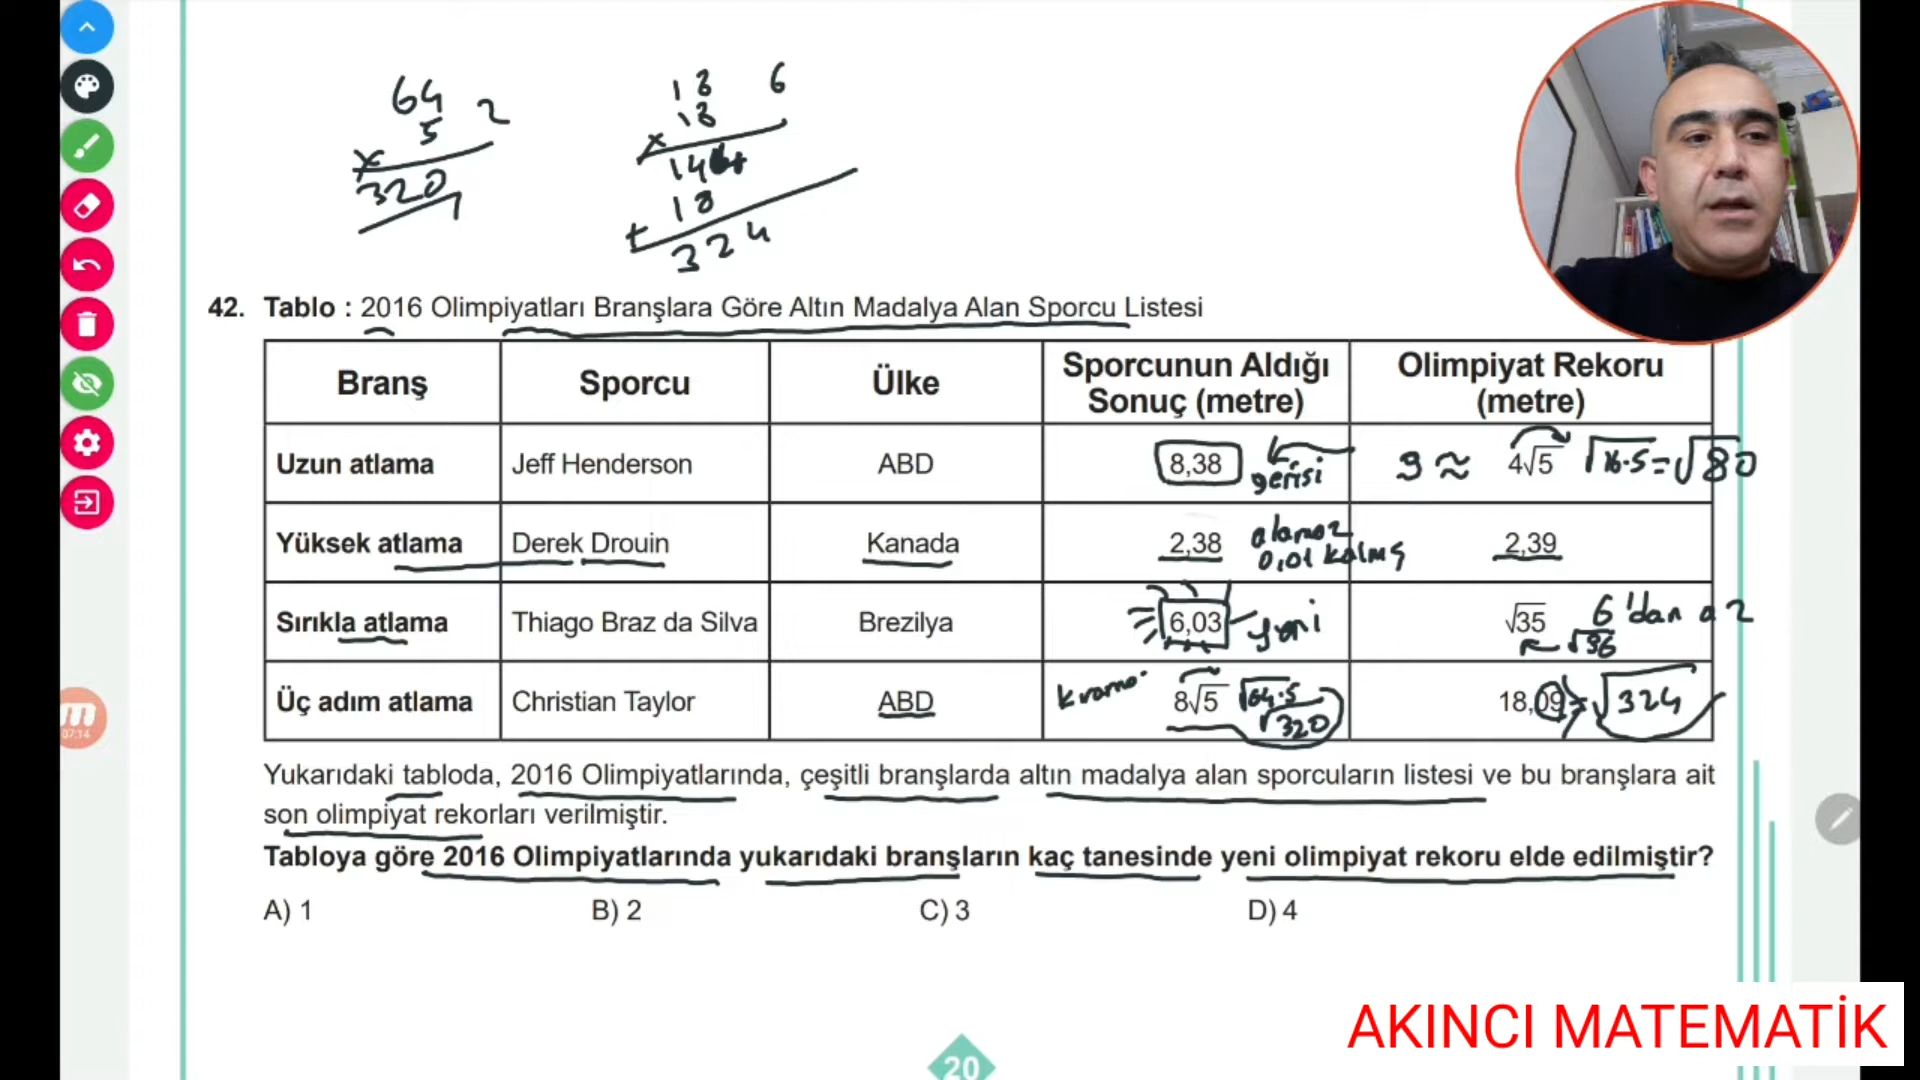 64 2
x 5
320
18 6
x 18
144
+ 18
324
42. Tablo : 2016 Olimpiyatları Branşlara Göre Altın Madalya Alan Sporcu Listesi
Branş Sporcu Ülke Sporcunun Aldığı Sonuç (metre) Olimpiyat Rekoru (metre)
Uzun atlama Jeff Henderson ABD 8,38 gerisi 9 ≈ 4√5 √16·5 = √80
Yüksek atlama Derek Drouin Kanada 2,38 alamaz 0,01 kalmış 2,39
Sırıkla atlama Thiago Braz da Silva Brezilya 6,03 yeni √35 6'dan az √36
Üç adım atlama Christian Taylor ABD 8√5 √64·5 √320 18,09 √324
Yukarıdaki tabloda, 2016 Olimpiyatlarında, çeşitli branşlarda altın madalya alan sporcuların listesi ve bu branşlara ait
son olimpiyat rekorları verilmiştir.
Tabloya göre 2016 Olimpiyatlarında yukarıdaki branşların kaç tanesinde yeni olimpiyat rekoru elde edilmiştir?
A) 1 B) 2 C) 3 D) 4
20
AKINCI MATEMATİK
07:14